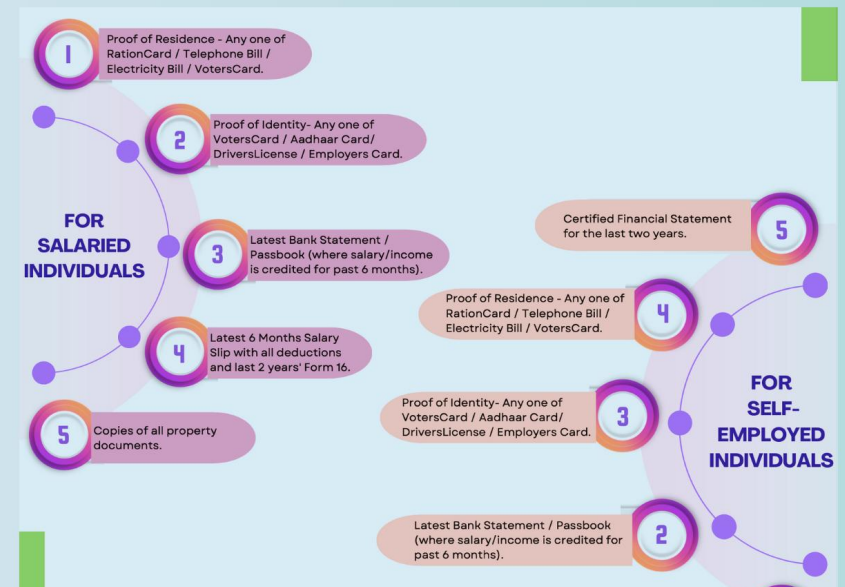 1
Proof of Residence - Any one of
RationCard / Telephone Bill /
Electricity Bill / VotersCard.
2
Proof of Identity- Any one of
VotersCard / Aadhaar Card/
DriversLicense / Employers Card.
FOR
SALARIED
INDIVIDUALS
3
Latest Bank Statement /
Passbook (where salary/income
is credited for past 6 months).
4
Latest 6 Months Salary
Slip with all deductions
and last 2 years' Form 16.
5
Copies of all property
documents.
Certified Financial Statement
for the last two years.
5
Proof of Residence - Any one of
RationCard / Telephone Bill /
Electricity Bill / VotersCard.
4
FOR
SELF-
EMPLOYED
INDIVIDUALS
Proof of Identity- Any one of
VotersCard / Aadhaar Card/
DriversLicense / Employers Card.
3
Latest Bank Statement / Passbook
(where salary/income is credited for
past 6 months).
2